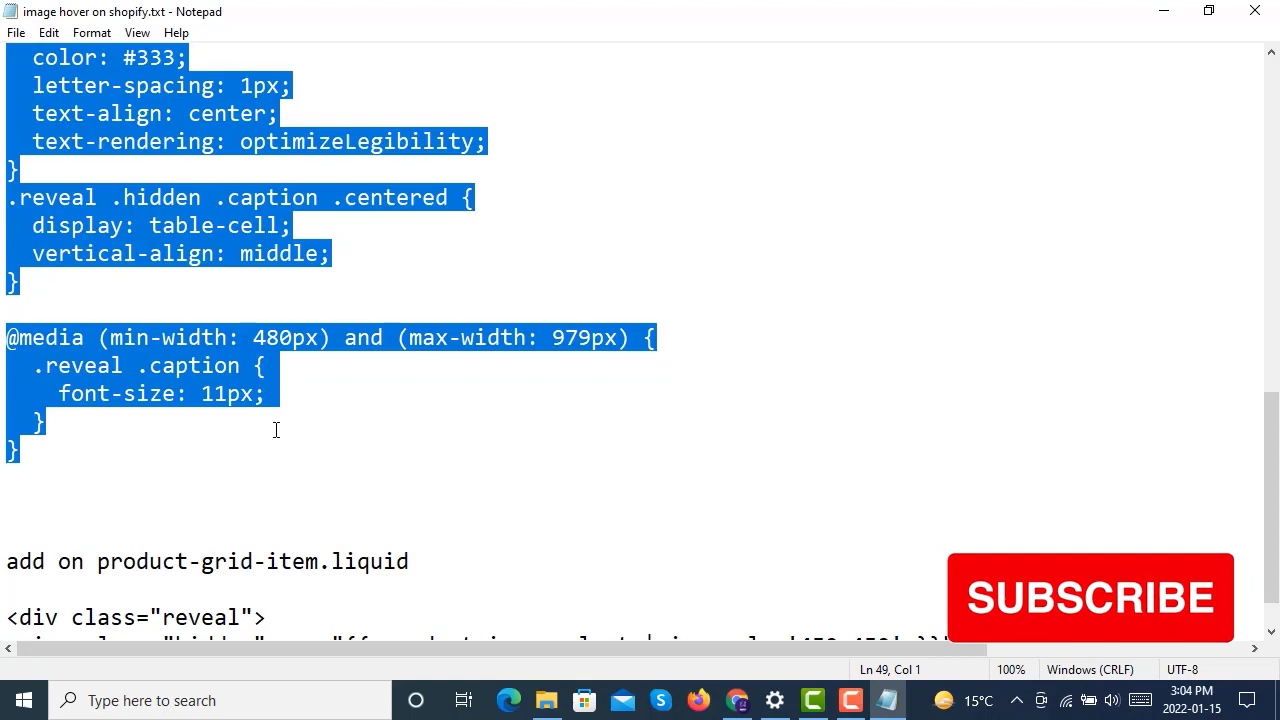 image hover on shopify.txt - Notepad
File Edit Format View Help
color: #333;
letter-spacing: 1px;
text-align: center;
text-rendering: optimizeLegibility;
}
.reveal .hidden .caption .centered {
display: table-cell;
vertical-align: middle;
}
@media (min-width: 480px) and (max-width: 979px) {
.reveal .caption {
font-size: 11px;
}
}
add on product-grid-item.liquid
<div class="reveal">
SUBSCRIBE
Ln 49, Col 1 100% Windows (CRLF) UTF-8
Type here to search
15°C
3:04 PM
2022-01-15